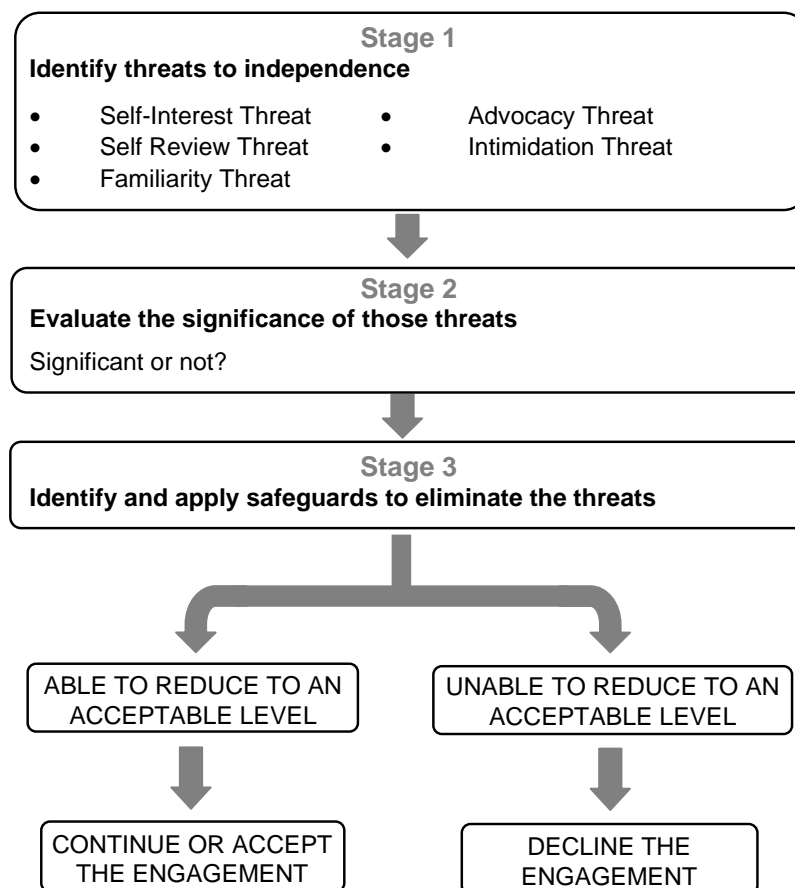 Stage 1
Identify threats to independence
• Self-Interest Threat • Advocacy Threat
• Self Review Threat • Intimidation Threat
• Familiarity Threat
Stage 2
Evaluate the significance of those threats
Significant or not?
Stage 3
Identify and apply safeguards to eliminate the threats
ABLE TO REDUCE TO AN
ACCEPTABLE LEVEL
UNABLE TO REDUCE TO AN
ACCEPTABLE LEVEL
CONTINUE OR ACCEPT
THE ENGAGEMENT
DECLINE THE
ENGAGEMENT